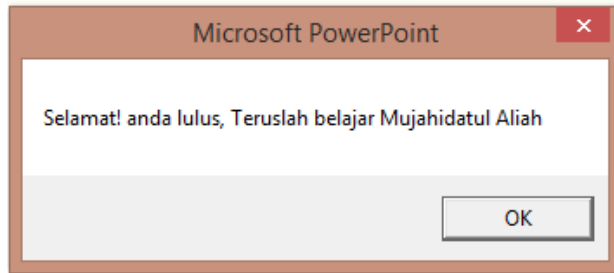 Microsoft PowerPoint
Selamat! anda lulus, Teruslah belajar Mujahidatul Aliah
OK